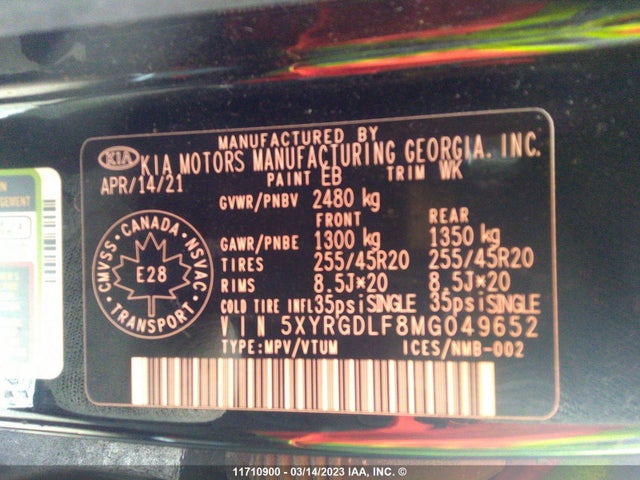 MANUFACTURED BY
KIA KIA MOTORS MANUFACTURING GEORGIA. INC.
APR/14/21 PAINT EB TRIM WK
GVWR/PNBV 2480 kg
FRONT REAR
GAWR/PNBE 1300 kg 1350 kg
TIRES 255/45R20 255/45R20
RIMS 8.5J×20 8.5J×20
COLD TIRE INFL 35psi SINGLE 35psi SINGLE
VIN 5XYRGDLF8MG049652
TYPE:MPV/VTUM ICES/NMB-002
CMVSS • CANADA • NSVAC • TRANSPORT •
E28
11710900 - 03/14/2023 IAA, INC. ©